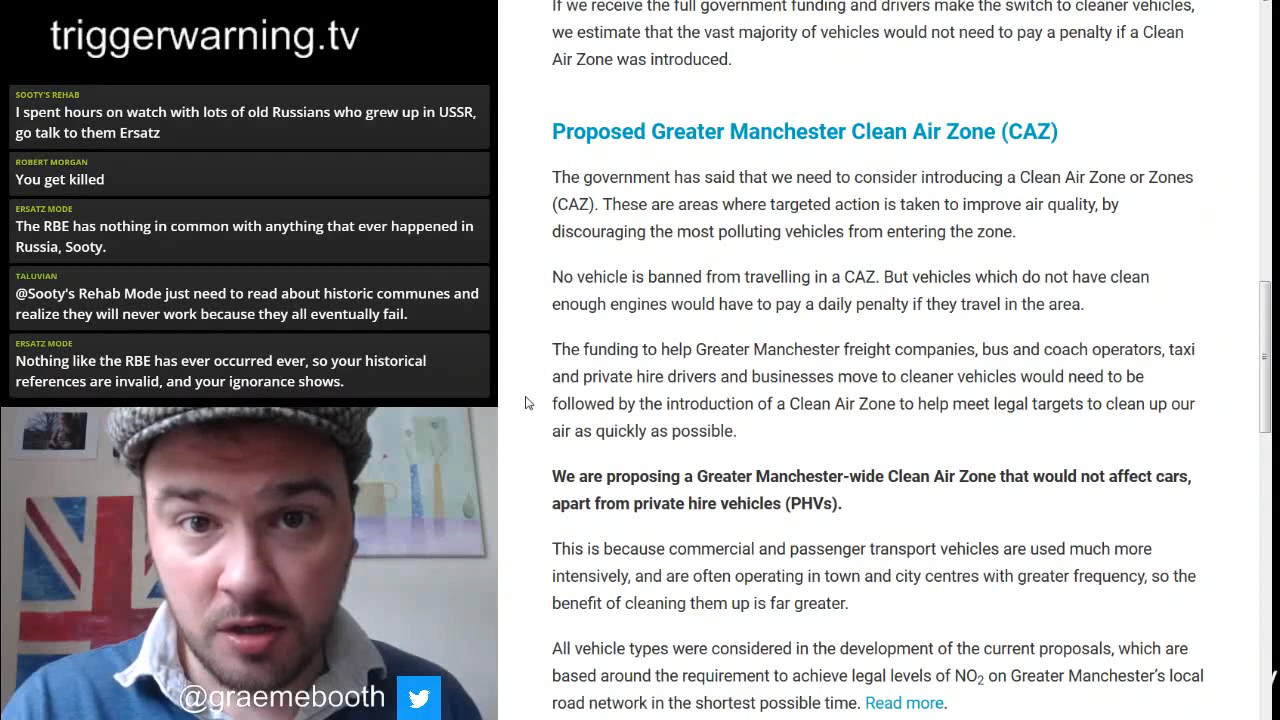 triggerwarning.tv
SOOTY'S REHAB
I spent hours on watch with lots of old Russians who grew up in USSR,
go talk to them Ersatz
ROBERT MORGAN
You get killed
ERSATZ MODE
The RBE has nothing in common with anything that ever happened in
Russia, Sooty.
TALUVIAN
@Sooty's Rehab Mode just need to read about historic communes and
realize they will never work because they all eventually fail.
ERSATZ MODE
Nothing like the RBE has ever occurred ever, so your historical
references are invalid, and your ignorance shows.
@graemebooth
If we receive the full government funding and drivers make the switch to cleaner vehicles,
we estimate that the vast majority of vehicles would not need to pay a penalty if a Clean
Air Zone was introduced.
Proposed Greater Manchester Clean Air Zone (CAZ)
The government has said that we need to consider introducing a Clean Air Zone or Zones
(CAZ). These are areas where targeted action is taken to improve air quality, by
discouraging the most polluting vehicles from entering the zone.
No vehicle is banned from travelling in a CAZ. But vehicles which do not have clean
enough engines would have to pay a daily penalty if they travel in the area.
The funding to help Greater Manchester freight companies, bus and coach operators, taxi
and private hire drivers and businesses move to cleaner vehicles would need to be
followed by the introduction of a Clean Air Zone to help meet legal targets to clean up our
air as quickly as possible.
We are proposing a Greater Manchester-wide Clean Air Zone that would not affect cars,
apart from private hire vehicles (PHVs).
This is because commercial and passenger transport vehicles are used much more
intensively, and are often operating in town and city centres with greater frequency, so the
benefit of cleaning them up is far greater.
All vehicle types were considered in the development of the current proposals, which are
based around the requirement to achieve legal levels of NO₂ on Greater Manchester's local
road network in the shortest possible time. Read more.